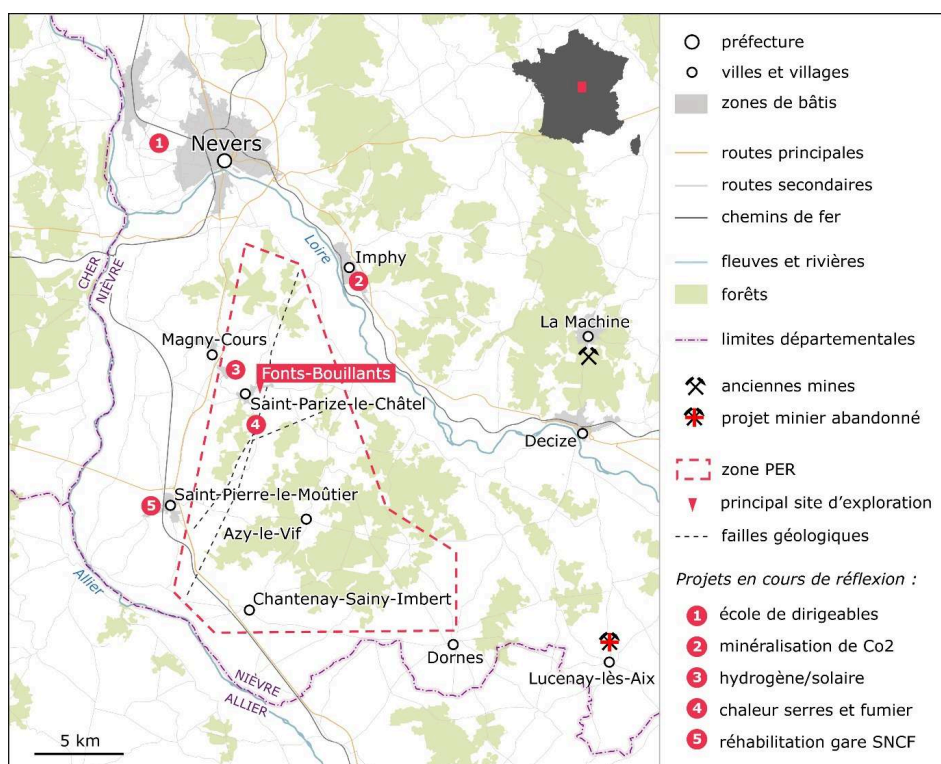 Nevers
1
Loire
Imphy
2
CHER
NIÈVRE
La Machine
Magny-Cours
3
Fonts-Bouillants
Saint-Parize-le-Châtel
4
Decize
Saint-Pierre-le-Moûtier
5
Azy-le-Vif
Allier
Chantenay-Sainy-Imbert
Dornes
Lucenay-lès-Aix
NIÈVRE
ALLIER
5 km
préfecture
villes et villages
zones de bâtis
routes principales
routes secondaires
chemins de fer
fleuves et rivières
forêts
limites départementales
anciennes mines
projet minier abandonné
zone PER
principal site d'exploration
failles géologiques
Projets en cours de réflexion :
1 école de dirigeables
2 minéralisation de Co2
3 hydrogène/solaire
4 chaleur serres et fumier
5 réhabilitation gare SNCF